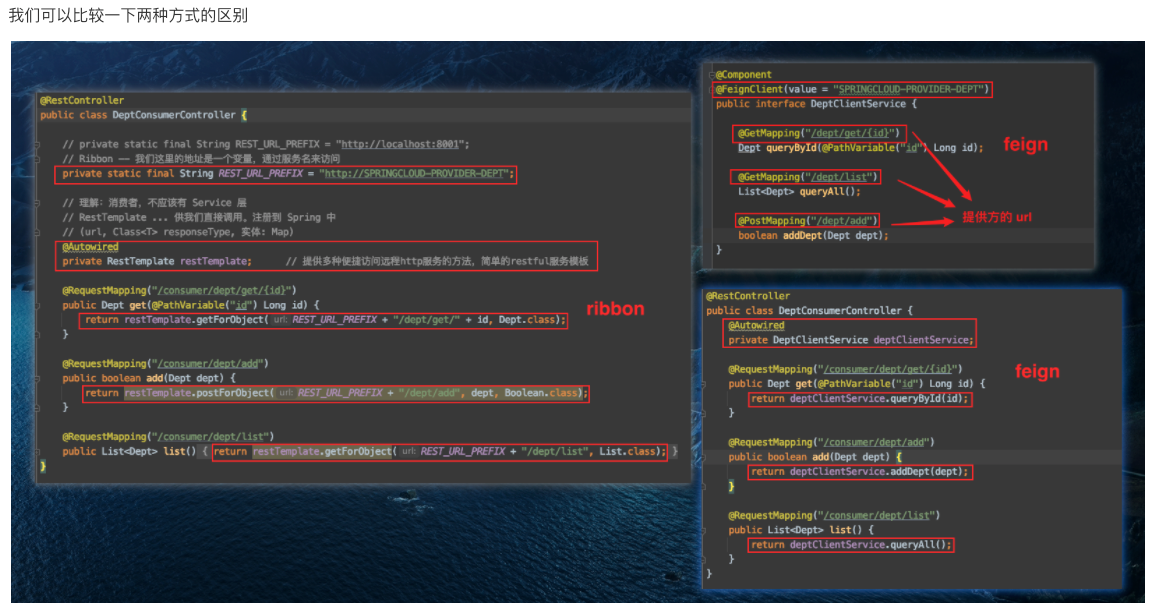 我们可以比较一下两种方式的区别
@RestController
public class DeptConsumerController {
// private static final String REST_URL_PREFIX = "http://localhost:8001";
// Ribbon —— 我们这里的地址是一个变量，通过服务名来访问
private static final String REST_URL_PREFIX = "http://SPRINGCLOUD-PROVIDER-DEPT";
// 理解：消费者，不应该有 Service 层
// RestTemplate ... 供我们直接调用。注册到 Spring 中
// (url, Class<T> responseType, 实体: Map)
@Autowired
private RestTemplate restTemplate; // 提供多种便捷访问远程http服务的方法，简单的restful服务模板
@RequestMapping("/consumer/dept/get/{id}")
public Dept get(@PathVariable("id") Long id) {
return restTemplate.getForObject( url: REST_URL_PREFIX + "/dept/get/" + id, Dept.class);
}
@RequestMapping("/consumer/dept/add")
public boolean add(Dept dept) {
return restTemplate.postForObject( url: REST_URL_PREFIX + "/dept/add", dept, Boolean.class);
}
@RequestMapping("/consumer/dept/list")
public List<Dept> list() { return restTemplate.getForObject( url: REST_URL_PREFIX + "/dept/list", List.class); }
}
ribbon
@Component
@FeignClient(value = "SPRINGCLOUD-PROVIDER-DEPT")
public interface DeptClientService {
@GetMapping("/dept/get/{id}")
Dept queryById(@PathVariable("id") Long id);
@GetMapping("/dept/list")
List<Dept> queryAll();
@PostMapping("/dept/add")
boolean addDept(Dept dept);
}
feign
提供方的 url
@RestController
public class DeptConsumerController {
@Autowired
private DeptClientService deptClientService;
@RequestMapping("/consumer/dept/get/{id}")
public Dept get(@PathVariable("id") Long id) {
return deptClientService.queryById(id);
}
@RequestMapping("/consumer/dept/add")
public boolean add(Dept dept) {
return deptClientService.addDept(dept);
}
@RequestMapping("/consumer/dept/list")
public List<Dept> list() {
return deptClientService.queryAll();
}
}
feign